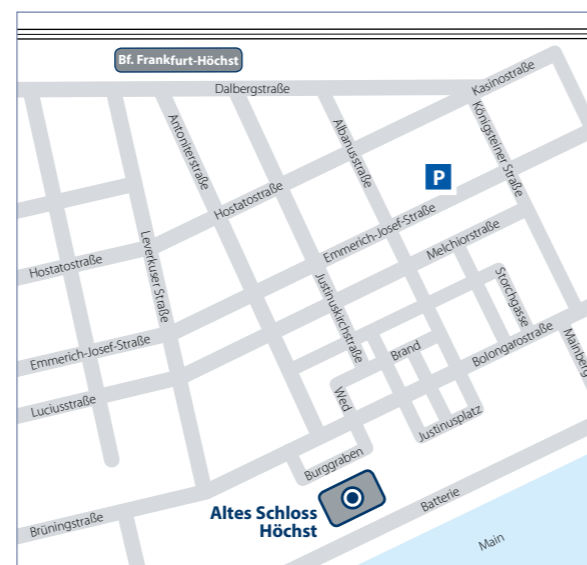 Bf. Frankfurt-Höchst
Dalbergstraße
Kasinostraße
Antoniterstraße
Albanusstraße
Königsteiner Straße
P
Hostatostraße
Emmerich-Josef-Straße
Melchiorstraße
Leverkuser Straße
Hostatostraße
Justinuskirchstraße
Storchgasse
Emmerich-Josef-Straße
Brand
Bolongarostraße
Mainberg
Luciusstraße
Wed
Justinusplatz
Burggraben
Altes Schloss
Höchst
Batterie
Brüningstraße
Main